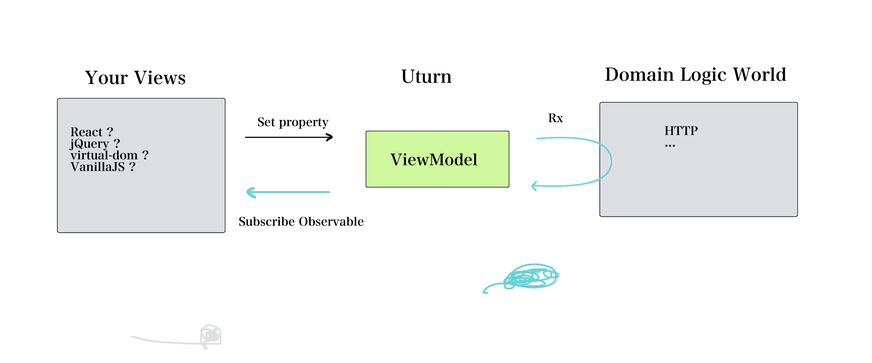 Your Views
Uturn
Domain Logic World
React ?
jQuery ?
virtual-dom ?
VanillaJS ?
Set property
Subscribe Observable
ViewModel
Rx
HTTP
...